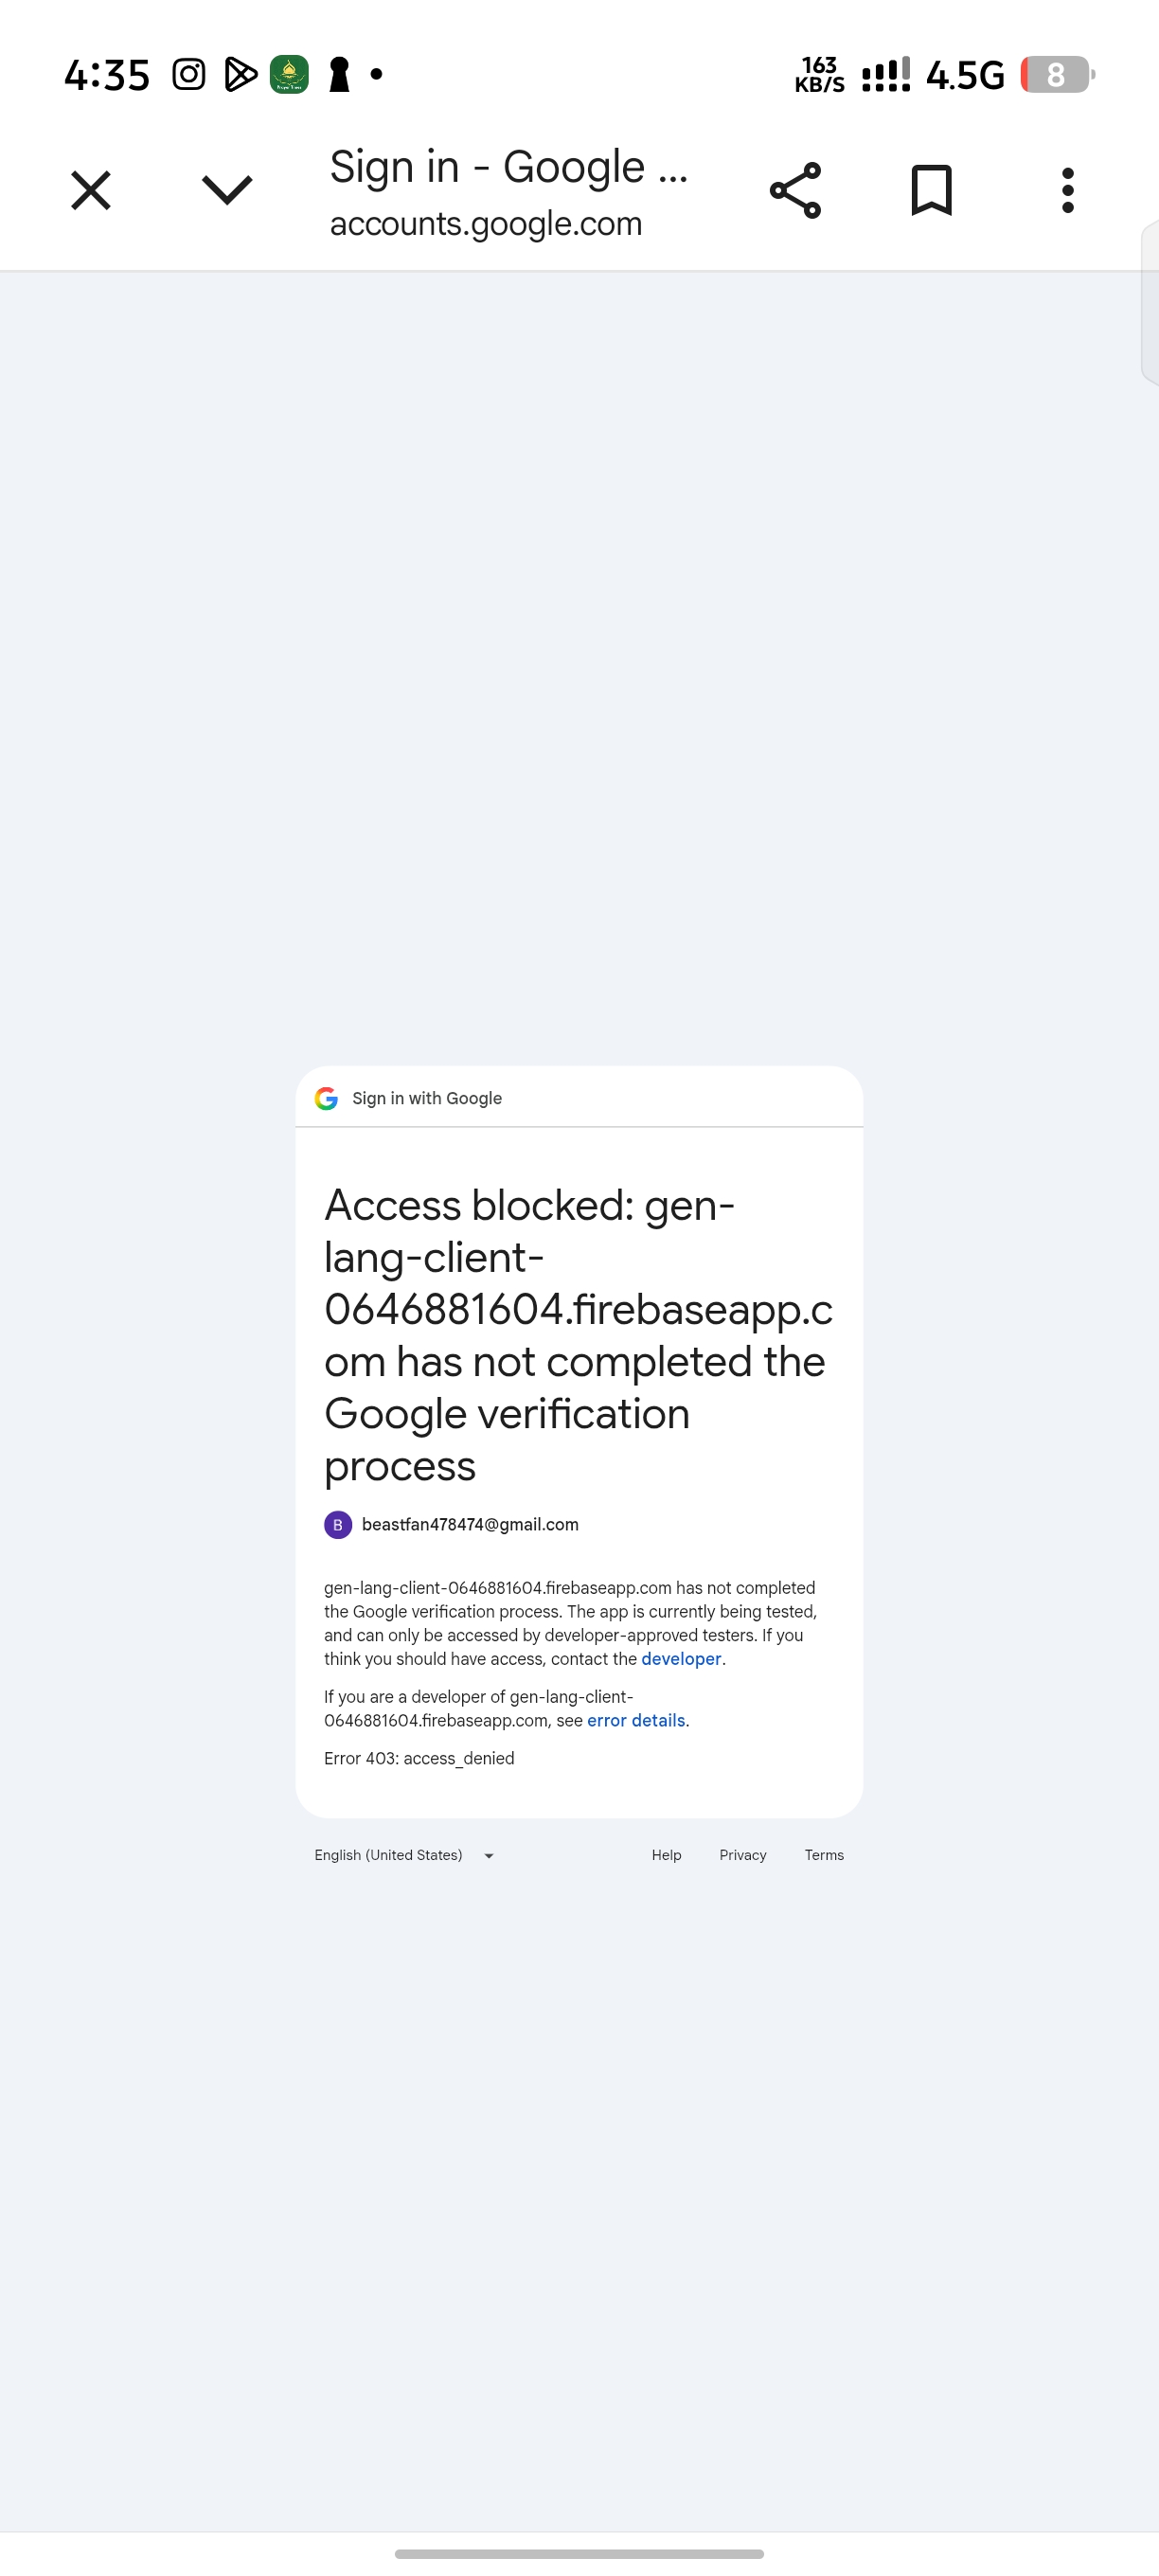 4:35
163
KB/S
4.5G
8
Sign in - Google ...
accounts.google.com
Sign in with Google
Access blocked: gen-
lang-client-
0646881604.firebaseapp.c
om has not completed the
Google verification
process
B
beastfan478474@gmail.com
gen-lang-client-0646881604.firebaseapp.com has not completed
the Google verification process. The app is currently being tested,
and can only be accessed by developer-approved testers. If you
think you should have access, contact the developer.
If you are a developer of gen-lang-client-
0646881604.firebaseapp.com, see error details.
Error 403: access_denied
English (United States)
Help
Privacy
Terms